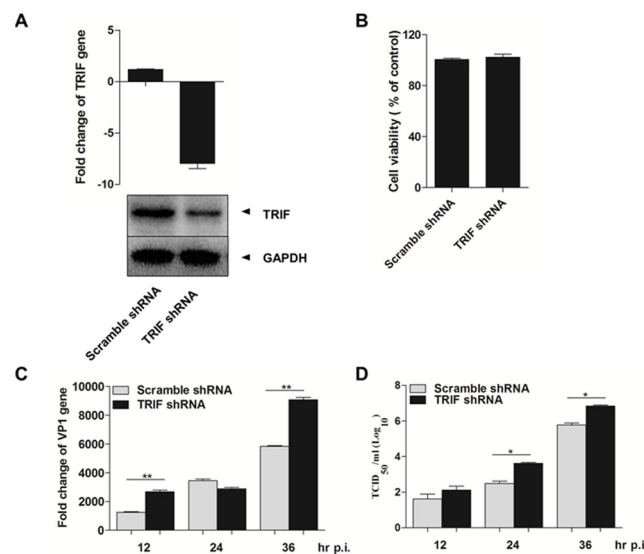 A
Fold change of TRIF gene
5
0
-5
-10
TRIF
GAPDH
Scramble shRNA
TRIF shRNA
B
Cell viability ( % of control)
120
80
40
0
Scramble shRNA
TRIF shRNA
C
Fold change of VP1 gene
10000
8000
6000
4000
2000
0
Scramble shRNA
TRIF shRNA
**
**
12 24 36 hr p.i.
D
TCID50/ml (Log10)
8
6
4
2
0
Scramble shRNA
TRIF shRNA
*
*
12 24 36 hr p.i.